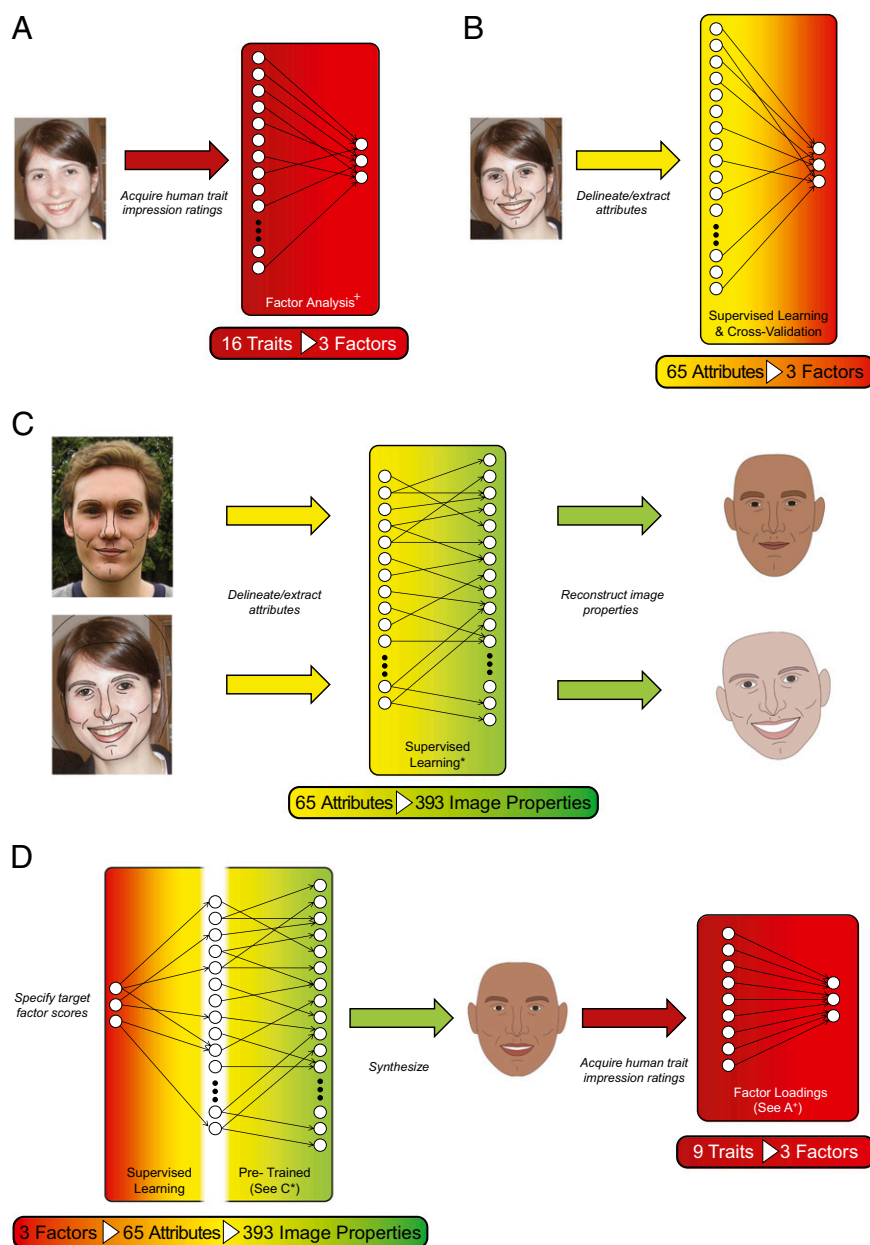 A
Acquire human trait
impression ratings
Factor Analysis+
16 Traits 3 Factors
B
Delineate/extract
attributes
Supervised Learning
& Cross-Validation
65 Attributes 3 Factors
C
Delineate/extract
attributes
Supervised
Learning*
Reconstruct image
properties
65 Attributes 393 Image Properties
D
Specify target
factor scores
Supervised
Learning
Pre- Trained
(See C*)
3 Factors 65 Attributes 393 Image Properties
Synthesize
Acquire human trait
impression ratings
Factor Loadings
(See A+)
9 Traits 3 Factors